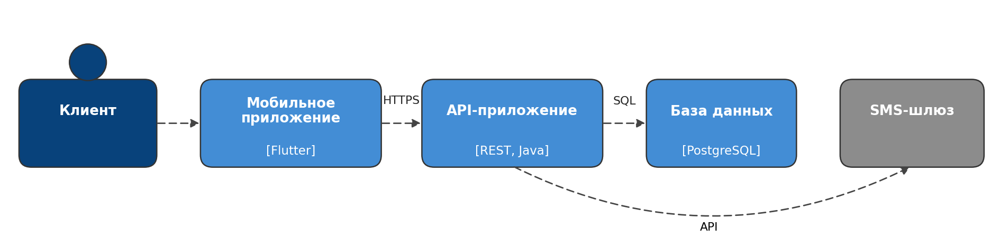 Клиент
Мобильное
приложение
[Flutter]
HTTPS
API-приложение
[REST, Java]
SQL
База данных
[PostgreSQL]
SMS-шлюз
API